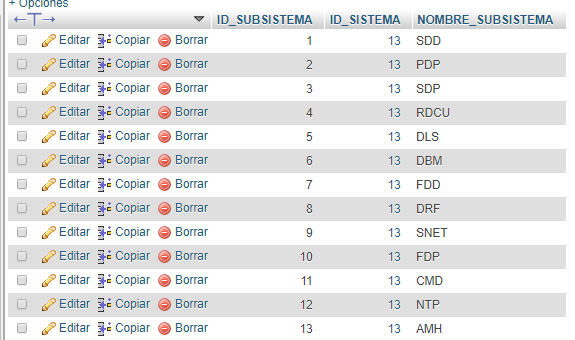 + Opciones
ID_SUBSISTEMA ID_SISTEMA NOMBRE_SUBSISTEMA
Editar Copiar Borrar 1 13 SDD
Editar Copiar Borrar 2 13 PDP
Editar Copiar Borrar 3 13 SDP
Editar Copiar Borrar 4 13 RDCU
Editar Copiar Borrar 5 13 DLS
Editar Copiar Borrar 6 13 DBM
Editar Copiar Borrar 7 13 FDD
Editar Copiar Borrar 8 13 DRF
Editar Copiar Borrar 9 13 SNET
Editar Copiar Borrar 10 13 FDP
Editar Copiar Borrar 11 13 CMD
Editar Copiar Borrar 12 13 NTP
Editar Copiar Borrar 13 13 AMH